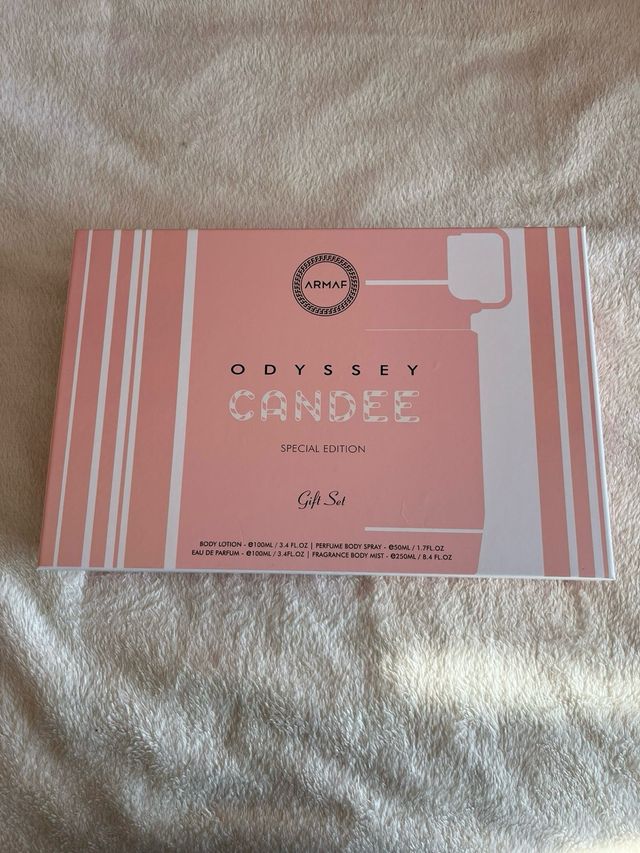 ARMAF
ODYSSEY
CANDEE
SPECIAL EDITION
Gift Set
BODY LOTION - ℮100ML / 3.4 FL.OZ | PERFUME BODY SPRAY - ℮50ML / 1.7FL.OZ
EAU DE PARFUM - ℮100ML / 3.4FL.OZ | FRAGRANCE BODY MIST - ℮250ML / 8.4 FL.OZ